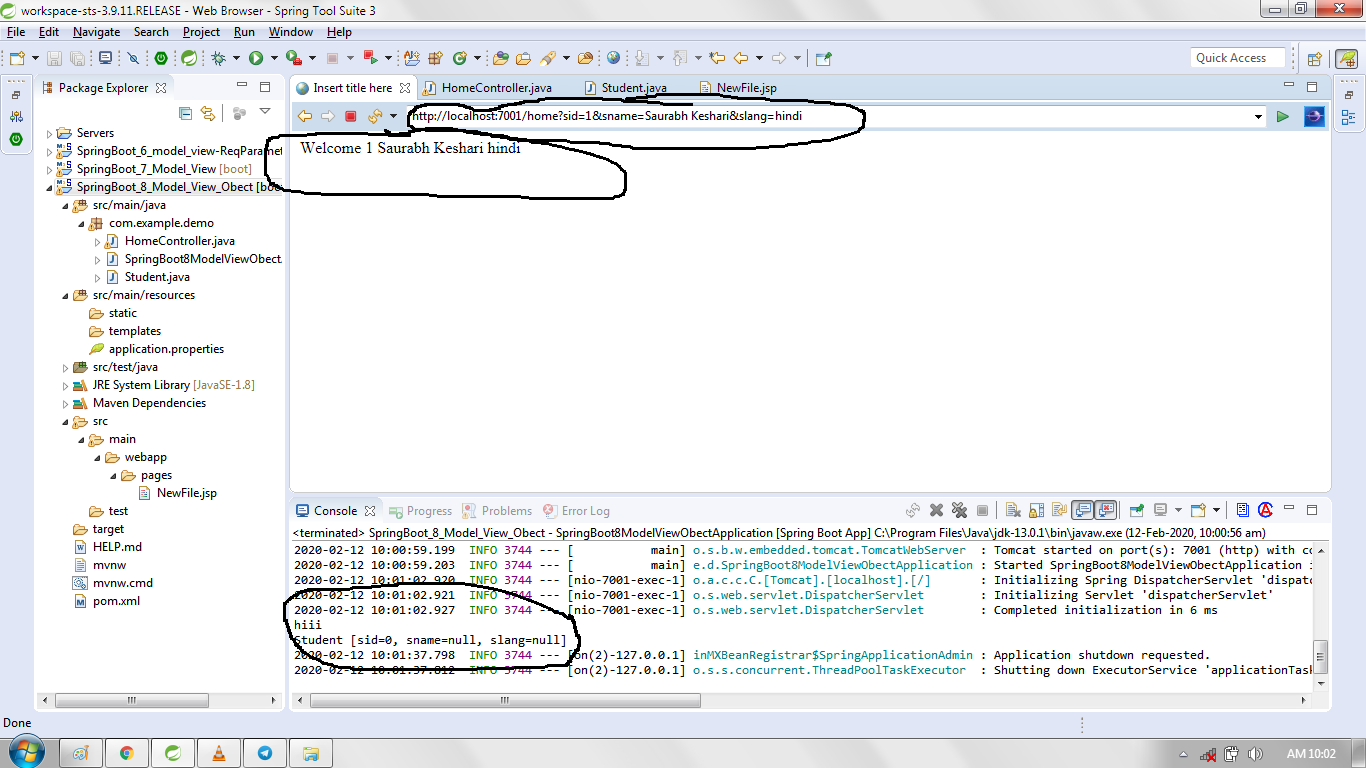 workspace-sts-3.9.11.RELEASE - Web Browser - Spring Tool Suite 3
File Edit Navigate Search Project Run Window Help
Quick Access
Package Explorer
Servers
SpringBoot_6_model_view-ReqParamet
SpringBoot_7_Model_View [boot]
SpringBoot_8_Model_View_Obect [boo
src/main/java
com.example.demo
HomeController.java
SpringBoot8ModelViewObect
Student.java
src/main/resources
static
templates
application.properties
src/test/java
JRE System Library [JavaSE-1.8]
Maven Dependencies
src
main
webapp
pages
NewFile.jsp
test
target
HELP.md
mvnw
mvnw.cmd
pom.xml
Insert title here HomeController.java Student.java NewFile.jsp
http://localhost:7001/home?sid=1&sname=Saurabh Keshari&slang=hindi
Welcome 1 Saurabh Keshari hindi
Console Progress Problems Error Log
<terminated> SpringBoot_8_Model_View_Obect - SpringBoot8ModelViewObectApplication [Spring Boot App] C:\Program Files\Java\jdk-13.0.1\bin\javaw.exe (12-Feb-2020, 10:00:56 am)
2020-02-12 10:00:59.199 INFO 3744 --- [ main] o.s.b.w.embedded.tomcat.TomcatWebServer : Tomcat started on port(s): 7001 (http) with co
2020-02-12 10:00:59.203 INFO 3744 --- [ main] e.d.SpringBoot8ModelViewObectApplication : Started SpringBoot8ModelViewObectApplication i
2020-02-12 10:01:02.920 INFO 3744 --- [nio-7001-exec-1] o.a.c.c.C.[Tomcat].[localhost].[/] : Initializing Spring DispatcherServlet 'dispatc
2020-02-12 10:01:02.921 INFO 3744 --- [nio-7001-exec-1] o.s.web.servlet.DispatcherServlet : Initializing Servlet 'dispatcherServlet'
2020-02-12 10:01:02.927 INFO 3744 --- [nio-7001-exec-1] o.s.web.servlet.DispatcherServlet : Completed initialization in 6 ms
hiii
Student [sid=0, sname=null, slang=null]
2020-02-12 10:01:37.798 INFO 3744 --- [on(2)-127.0.0.1] inMXBeanRegistrar$SpringApplicationAdmin : Application shutdown requested.
2020-02-12 10:01:37.812 INFO 3744 --- [on(2)-127.0.0.1] o.s.s.concurrent.ThreadPoolTaskExecutor : Shutting down ExecutorService 'applicationTask
Done
AM 10:02